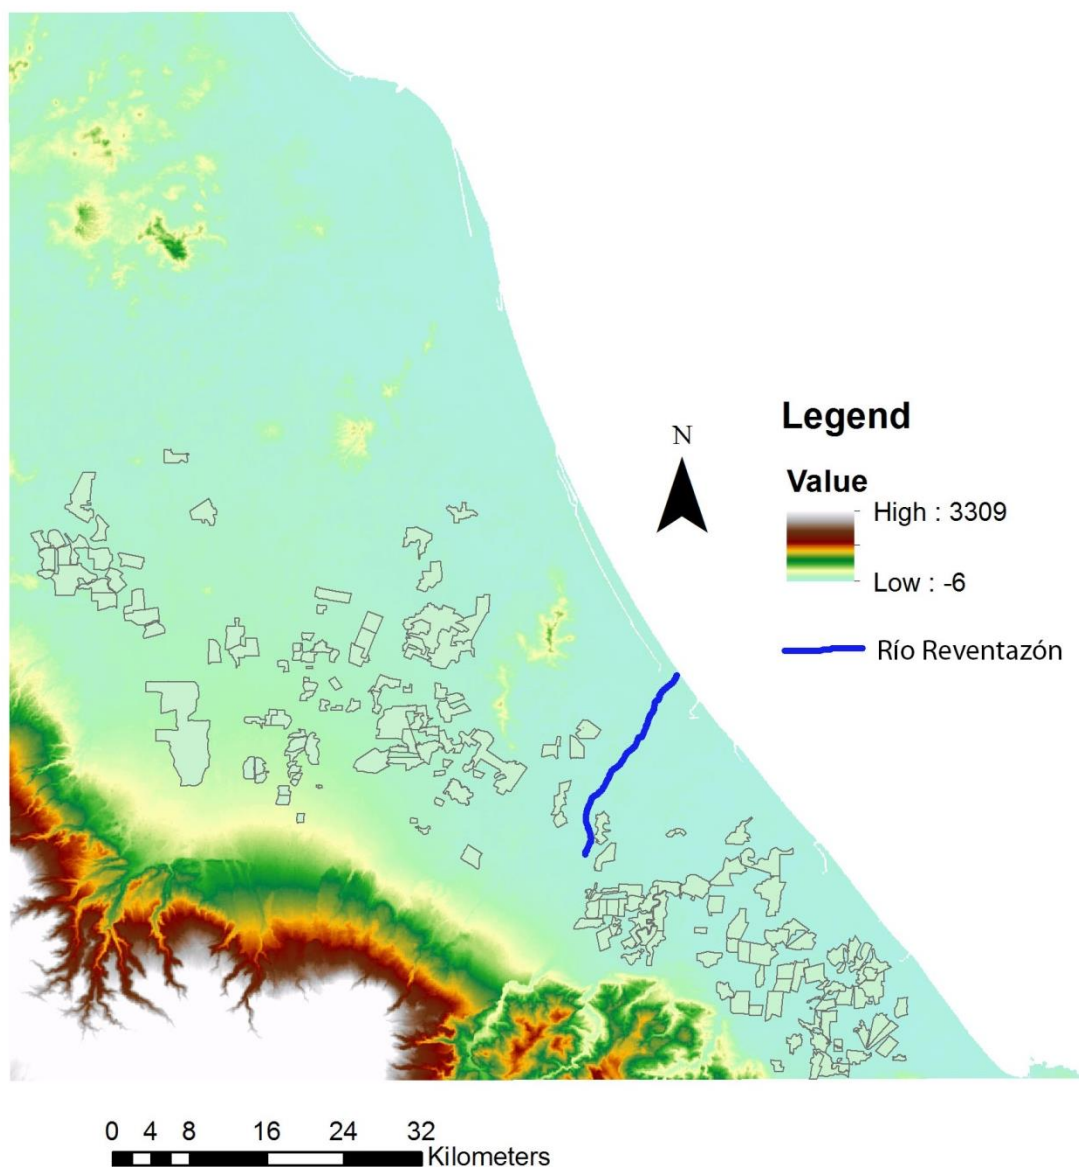 N
Legend
Value
High : 3309
Low : -6
Río Reventazón
0 4 8 16 24 32
Kilometers